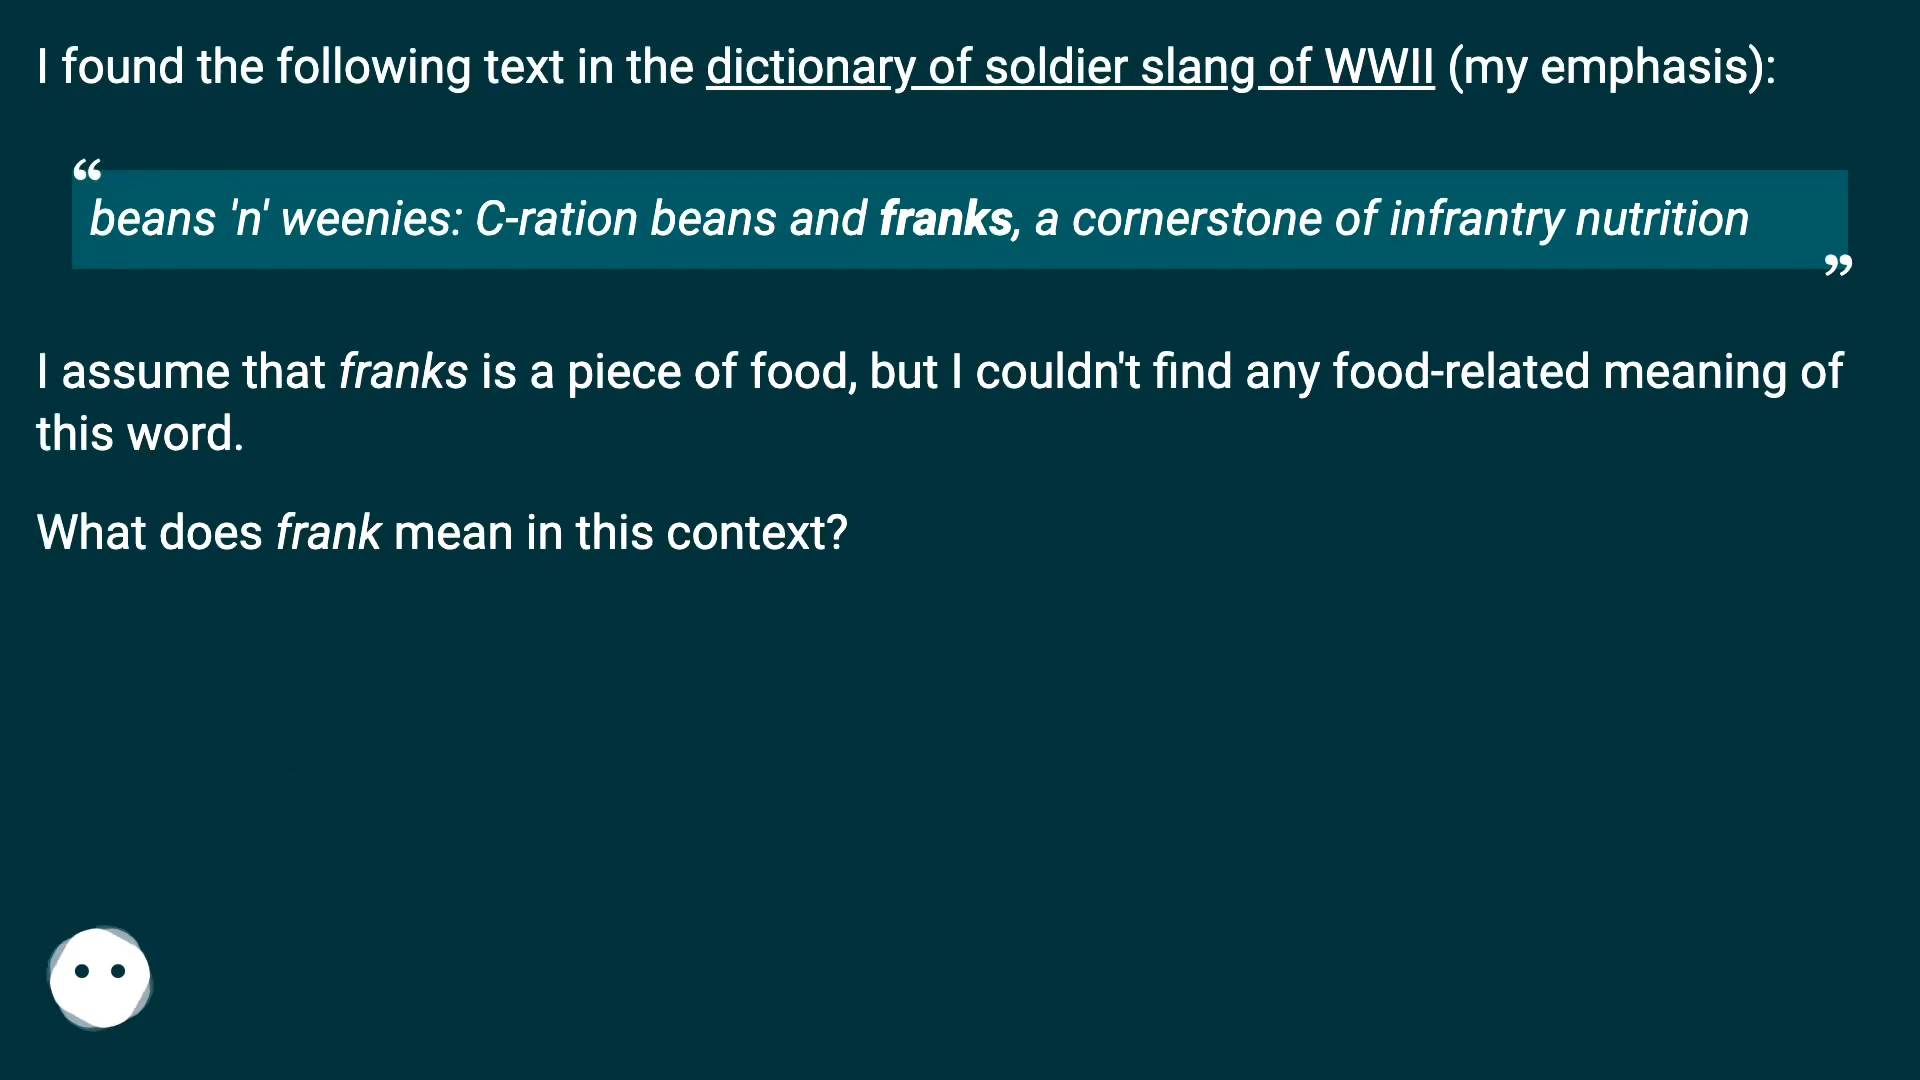 I found the following text in the dictionary of soldier slang of WWII (my emphasis):
“
beans 'n' weenies: C-ration beans and franks, a cornerstone of infrantry nutrition
”
I assume that franks is a piece of food, but I couldn't find any food-related meaning of
this word.
What does frank mean in this context?